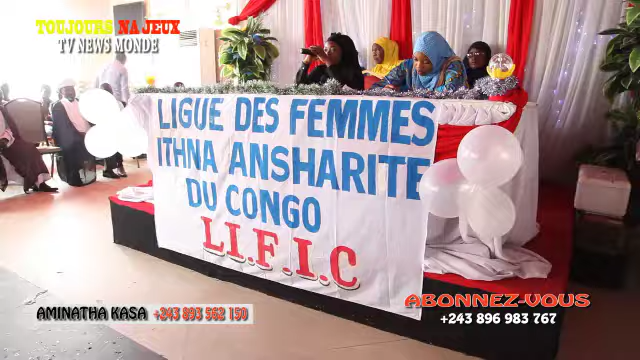 TOUJOURS NA JEUX
TV NEWS MONDE
LIGUE DES FEMMES
ITHNA ANSHARITE
DU CONGO
L.I.F.I.C
AMINATHA KASA +243 893 562 150
ABONNEZ-VOUS
+243 896 983 767